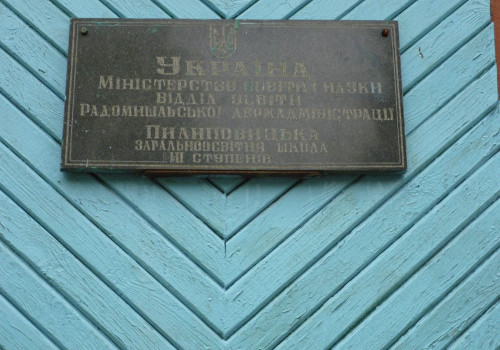 Україна
Міністерство освіти і науки
відділ освіти
Радомишльської держадміністрації
Пилиповицька
загальноосвітня школа
ІІІ ступенів